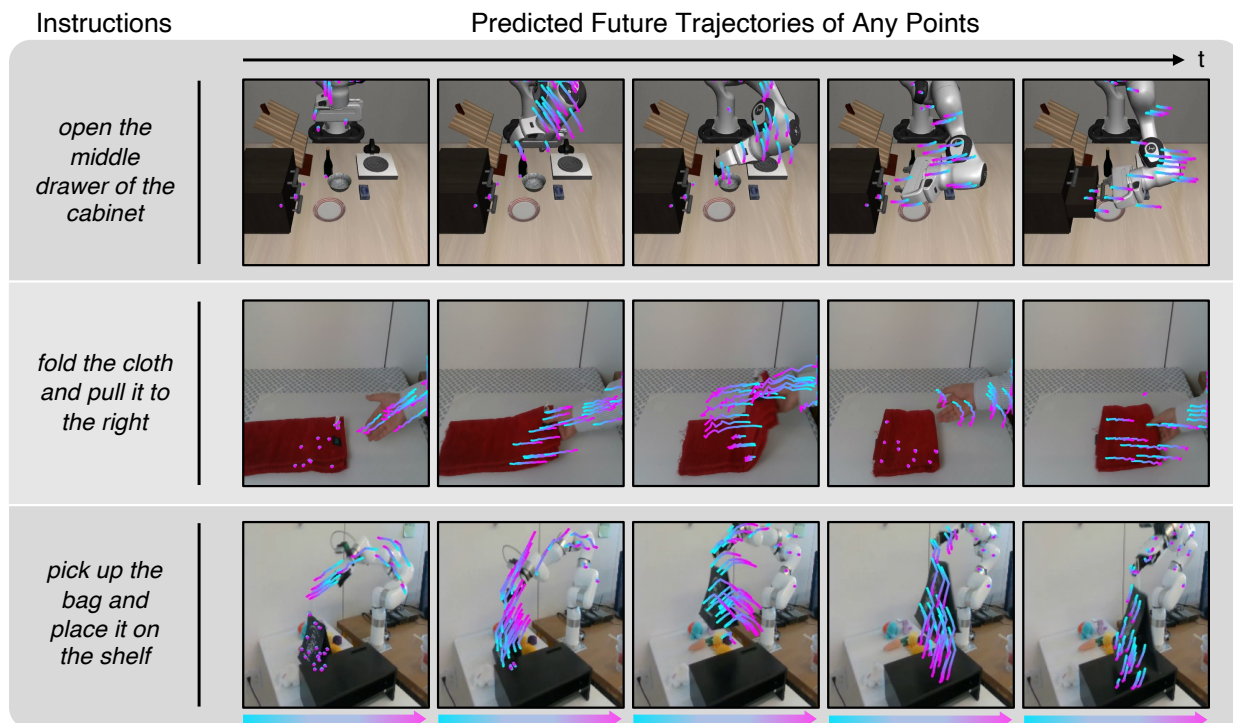 Instructions
Predicted Future Trajectories of Any Points
t
open the
middle
drawer of the
cabinet
fold the cloth
and pull it to
the right
pick up the
bag and
place it on
the shelf